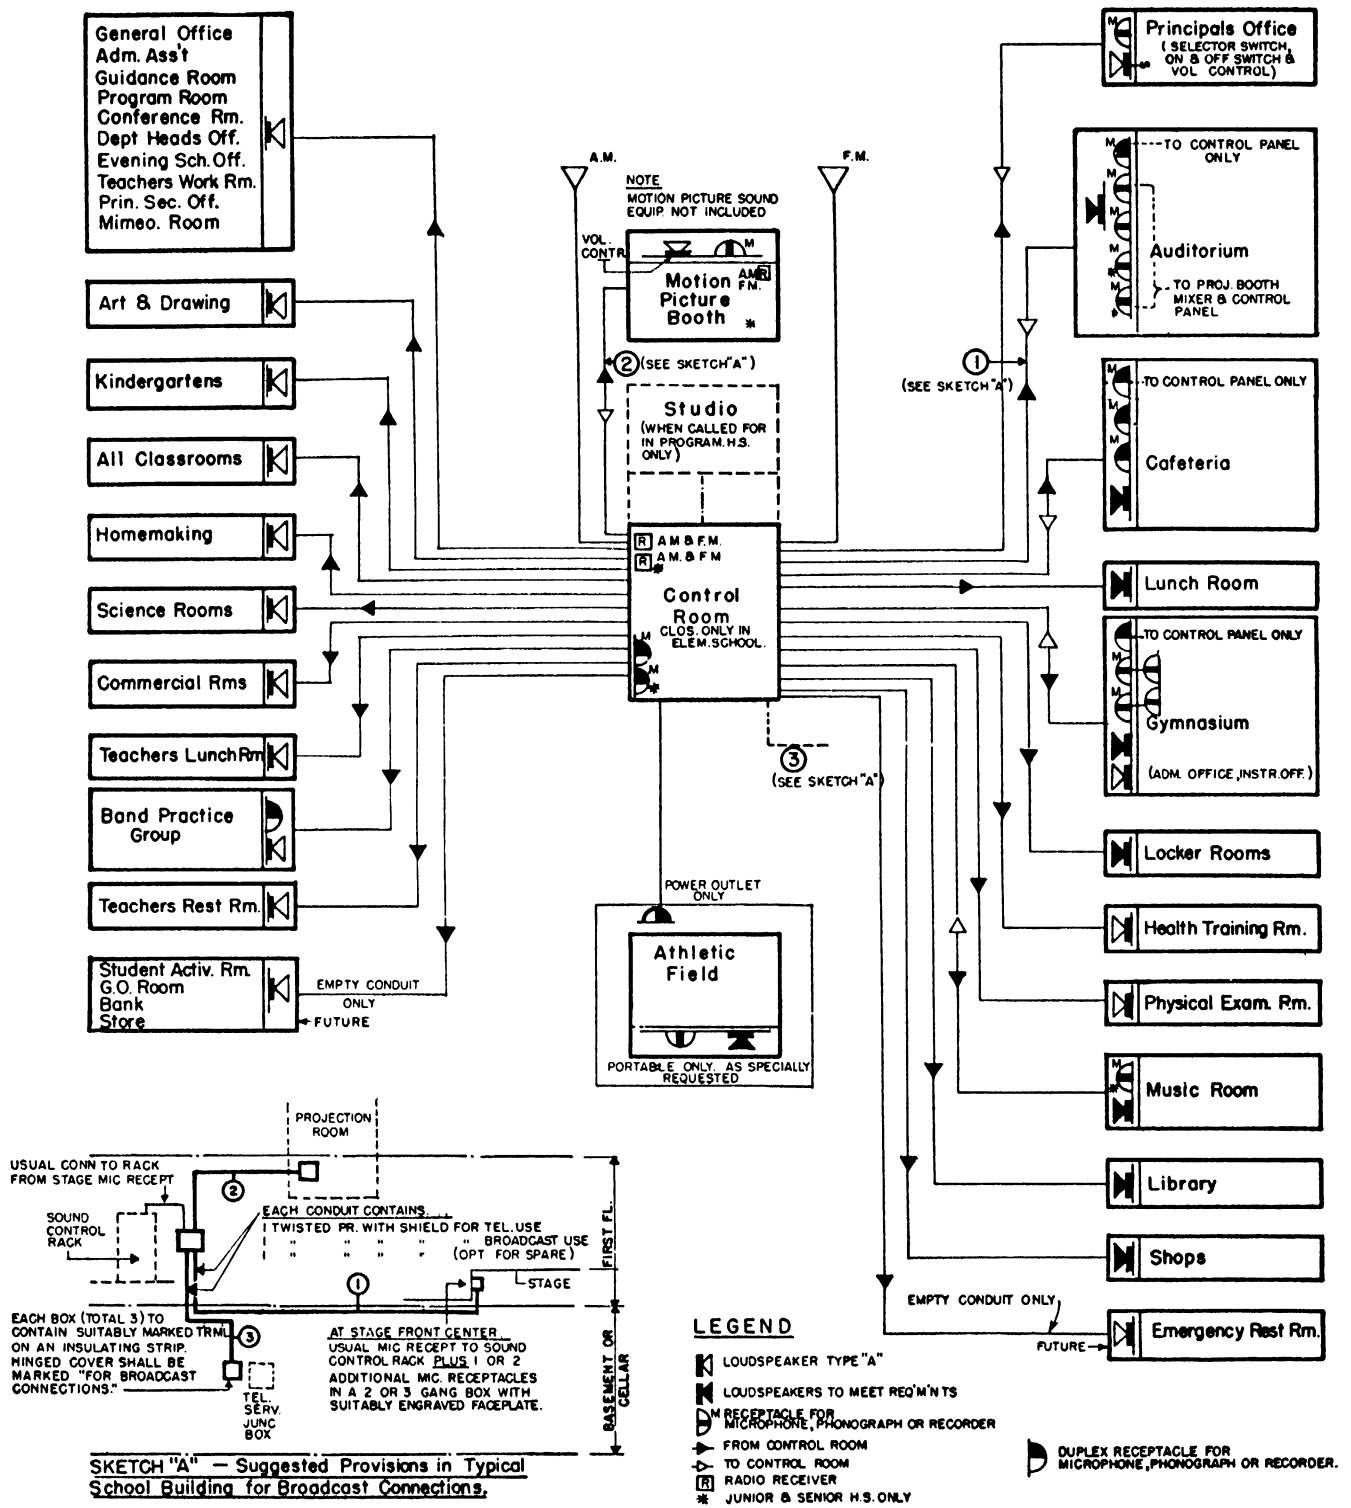 General Office
Adm. Ass't
Guidance Room
Program Room
Conference Rm.
Dept Heads Off.
Evening Sch. Off.
Teachers Work Rm.
Prin. Sec. Off.
Mimeo. Room
Art & Drawing
Kindergartens
All Classrooms
Homemaking
Science Rooms
Commercial Rms
Teachers Lunch Rm
Band Practice
Group
Teachers Rest Rm.
Student Activ. Rm.
G.O. Room
Bank
Store
EMPTY CONDUIT
ONLY
FUTURE
A.M.
F.M.
NOTE
MOTION PICTURE SOUND
EQUIP. NOT INCLUDED
VOL.
CONTR.
M
Motion
Picture
Booth
AM R
FM.
*
2 (SEE SKETCH "A")
Studio
(WHEN CALLED FOR
IN PROGRAM. H.S.
ONLY)
R AM & F.M.
R A.M. & F.M
*
Control
Room
CLOS. ONLY IN
ELEM. SCHOOL.
M
M
*
3
(SEE SKETCH "A")
POWER OUTLET
ONLY
Athletic
Field
PORTABLE ONLY. AS SPECIALLY
REQUESTED
1
(SEE SKETCH "A")
M
Principals Office
(SELECTOR SWITCH,
ON & OFF SWITCH &
VOL CONTROL)
S
M
TO CONTROL PANEL
ONLY
M
M
Auditorium
M
*
TO PROJ. BOOTH
MIXER & CONTROL
PANEL
M
*
M
TO CONTROL PANEL ONLY
M
M
Cafeteria
Lunch Room
TO CONTROL PANEL ONLY
M
M
Gymnasium
(ADM. OFFICE, INSTR. OFF.)
Locker Rooms
Health Training Rm.
Physical Exam. Rm.
M
*
Music Room
Library
Shops
EMPTY CONDUIT ONLY
FUTURE
Emergency Rest Rm.
PROJECTION
ROOM
USUAL CONN TO RACK
FROM STAGE MIC RECEPT
2
SOUND
CONTROL
RACK
EACH CONDUIT CONTAINS...
1 TWISTED PR. WITH SHIELD FOR TEL. USE
1 " " " " " BROADCAST USE
1 " " " " (OPT FOR SPARE)
1
STAGE
FIRST FL.
BASEMENT OR
CELLAR
EACH BOX (TOTAL 3) TO
CONTAIN SUITABLY MARKED TRML
ON AN INSULATING STRIP.
HINGED COVER SHALL BE
MARKED "FOR BROADCAST
CONNECTIONS."
3
TEL.
SERV.
JUNC
BOX
AT STAGE FRONT CENTER
USUAL MIC RECEPT TO SOUND
CONTROL RACK PLUS 1 OR 2
ADDITIONAL MIC. RECEPTACLES
IN A 2 OR 3 GANG BOX WITH
SUITABLY ENGRAVED FACEPLATE.
SKETCH "A" — Suggested Provisions in Typical
School Building for Broadcast Connections.
LEGEND
LOUDSPEAKER TYPE "A"
LOUDSPEAKERS TO MEET REQ'M'NTS
M RECEPTACLE FOR
MICROPHONE, PHONOGRAPH OR RECORDER
FROM CONTROL ROOM
TO CONTROL ROOM
R RADIO RECEIVER
* JUNIOR & SENIOR H.S. ONLY
DUPLEX RECEPTACLE FOR
MICROPHONE, PHONOGRAPH OR RECORDER.